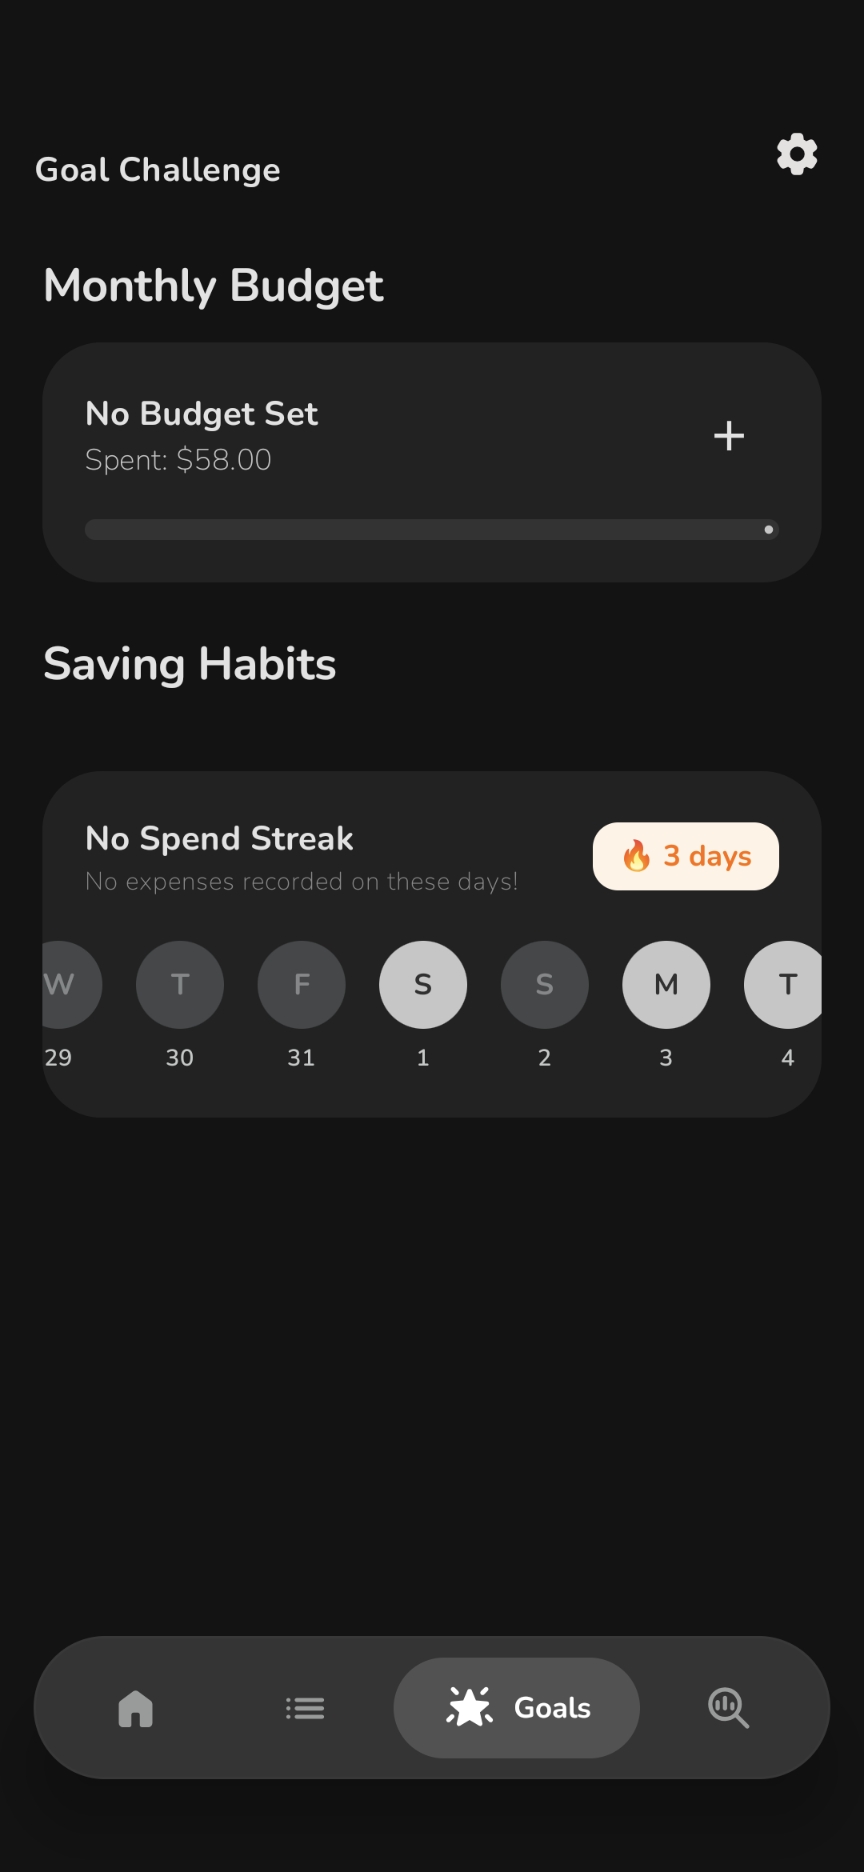 Goal Challenge
Monthly Budget
No Budget Set
Spent: $58.00
Saving Habits
No Spend Streak
No expenses recorded on these days!
🔥 3 days
W T F S S M T
29 30 31 1 2 3 4
Goals